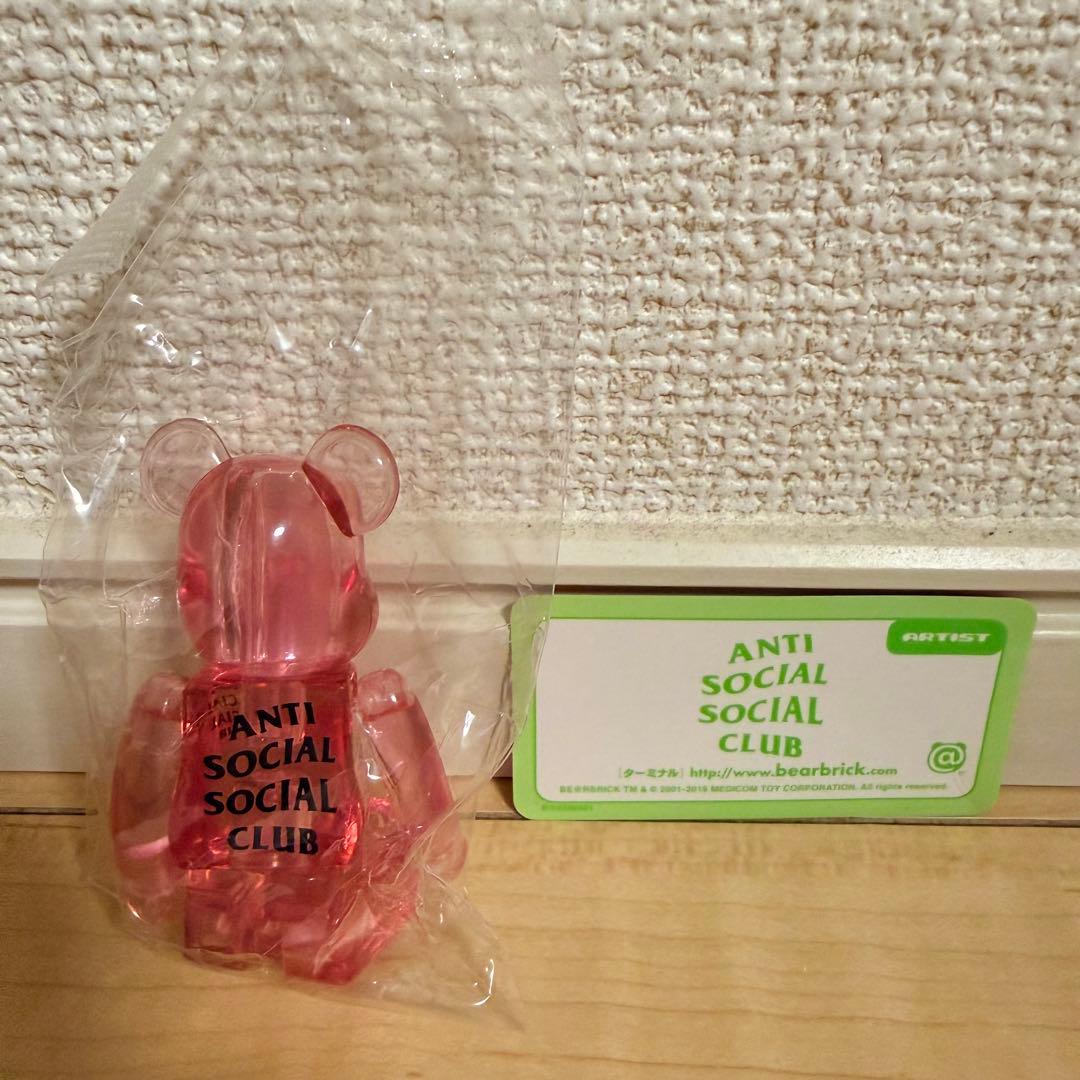 ANTI
SOCIAL
SOCIAL
CLUB
ARTIST
ANTI
SOCIAL
SOCIAL
CLUB
@
[ターミナル] http://www.bearbrick.com
BE@RBRICK TM & © 2001-2019 MEDICOM TOY CORPORATION. All rights reserved.